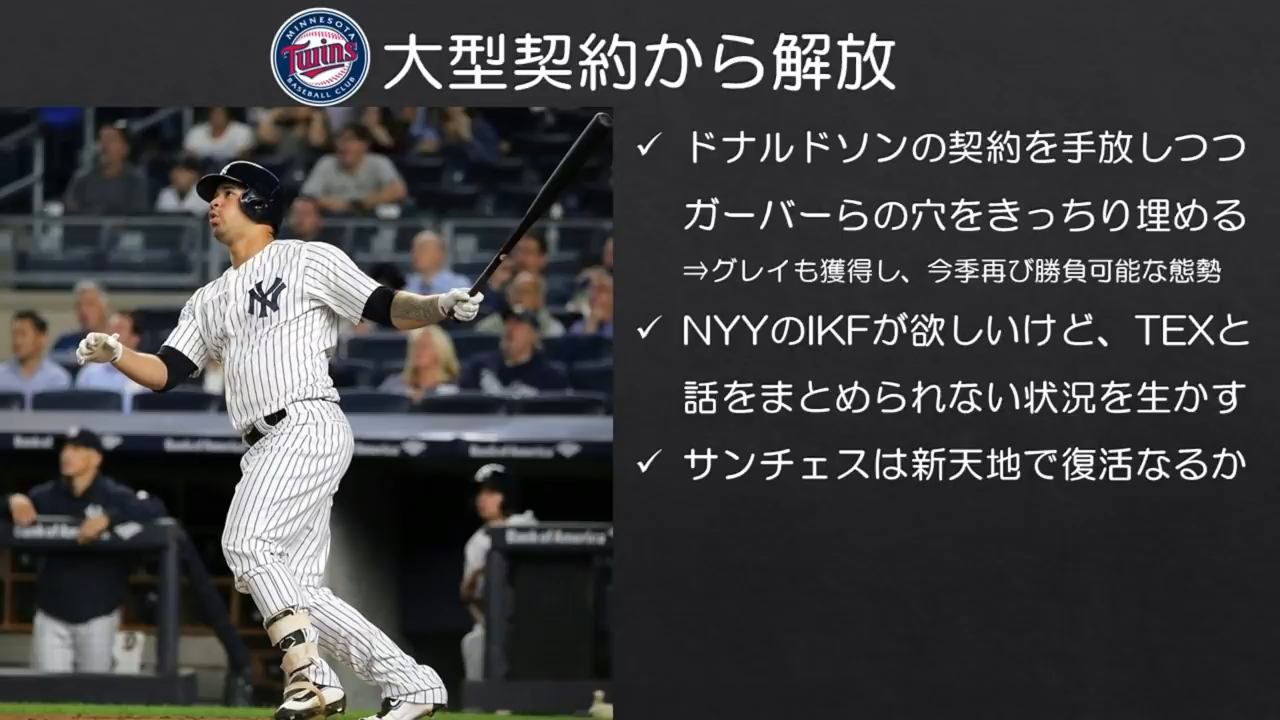 MINNESOTA
Twins
BASEBALL CLUB
大型契約から解放
✓ ドナルドソンの契約を手放しつつ
ガーバーらの穴をきっちり埋める
⇒グレイも獲得し、今季再び勝負可能な態勢
✓ NYYのIKFが欲しいけど、TEXと
話をまとめられない状況を生かす
✓ サンチェスは新天地で復活なるか
NY
Bank of America
Bank of America